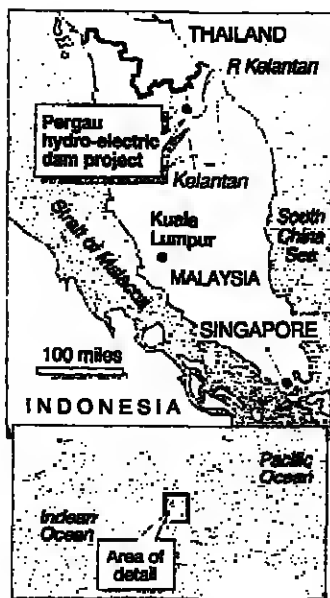 THAILAND
R Kelantan
Pergau
hydro-electric
dam project
Kelantan
Kuala
Lumpur
South
China
Sea
Strait of Malacca
MALAYSIA
SINGAPORE
100 miles
INDONESIA
Pacific
Ocean
Indean
Ocean
Area of
detail